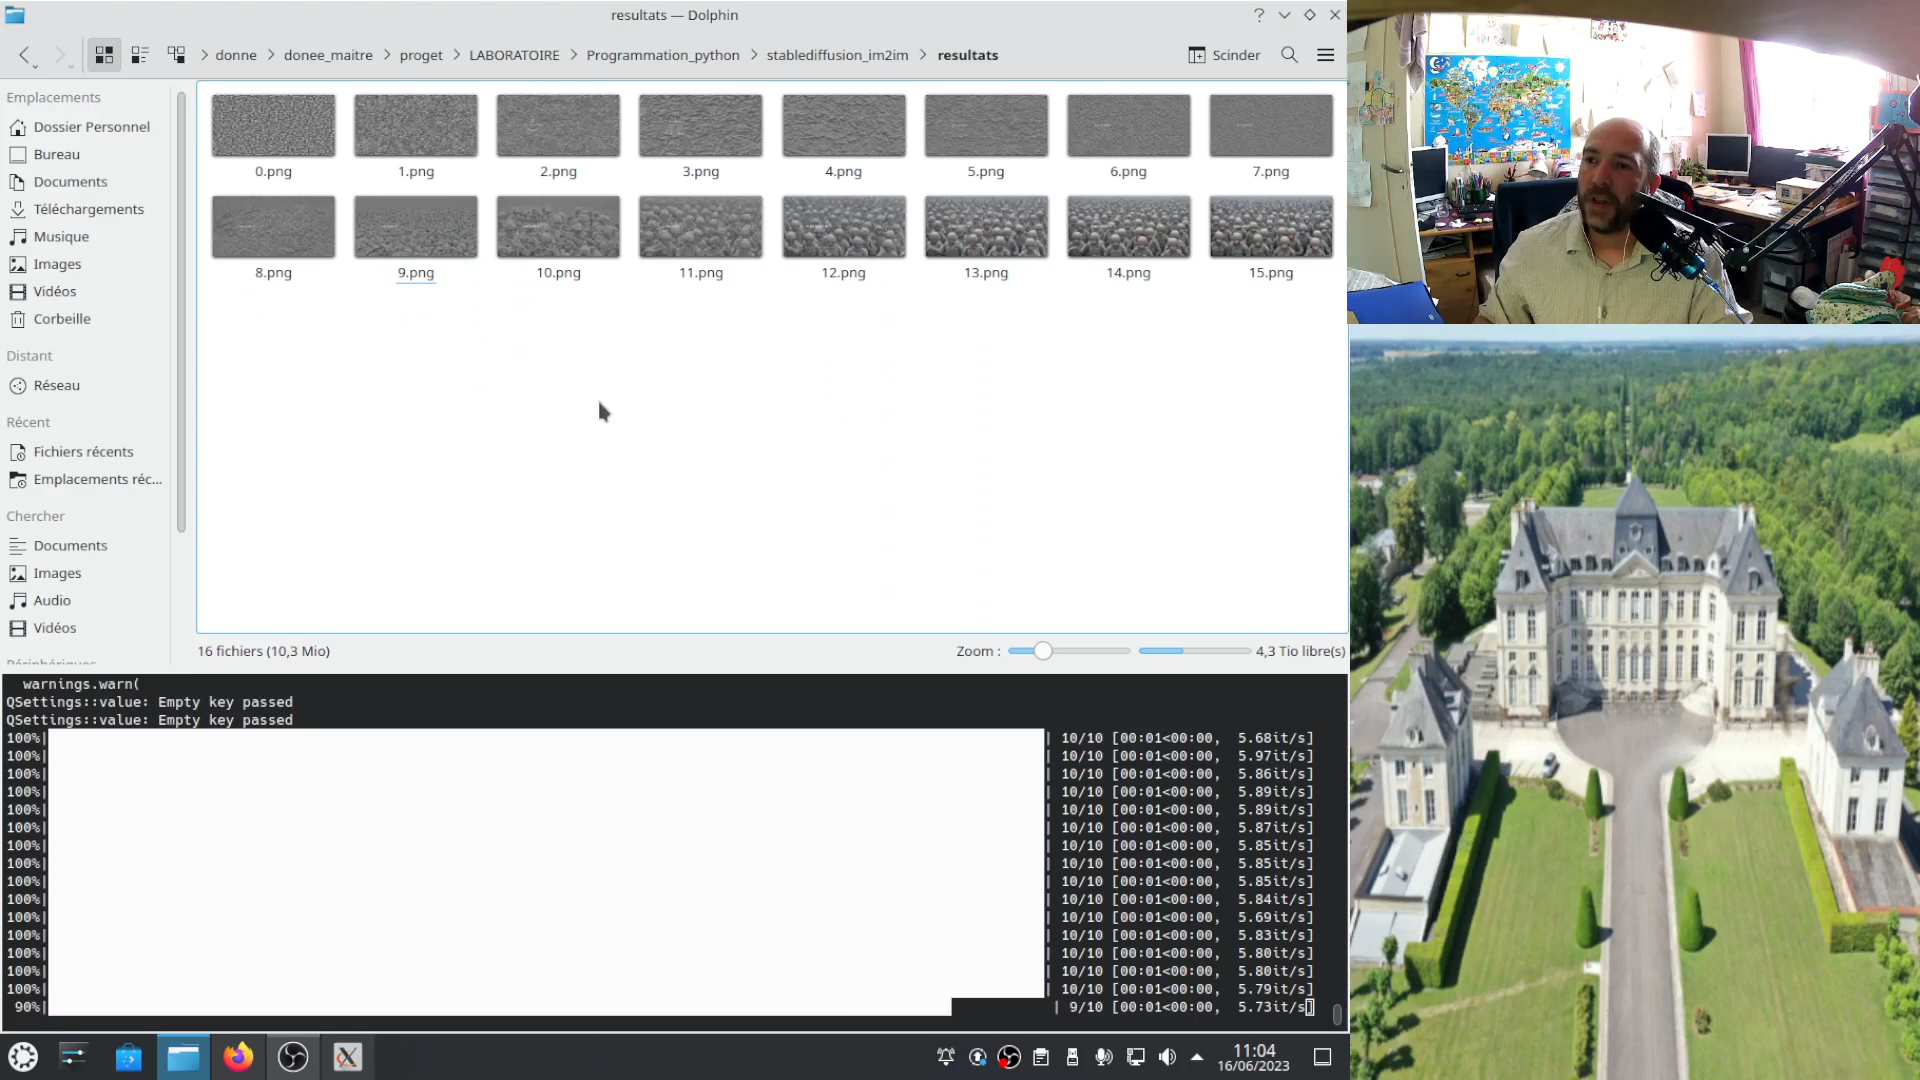 resultats — Dolphin
donne
donee_maitre
proget
LABORATOIRE
Programmation_python
stablediffusion_im2im
resultats
Scinder
Emplacements
Dossier Personnel
Bureau
Documents
Téléchargements
Musique
Images
Vidéos
Corbeille
Distant
Réseau
Récent
Fichiers récents
Emplacements réc...
Chercher
Documents
Images
Audio
Vidéos
0.png
1.png
2.png
3.png
4.png
5.png
6.png
7.png
8.png
9.png
10.png
11.png
12.png
13.png
14.png
15.png
16 fichiers (10,3 Mio)
Zoom :
4,3 Tio libre(s)
warnings.warn(
QSettings::value: Empty key passed
QSettings::value: Empty key passed
100%| | 10/10 [00:01<00:00, 5.68it/s]
100%| | 10/10 [00:01<00:00, 5.97it/s]
100%| | 10/10 [00:01<00:00, 5.86it/s]
100%| | 10/10 [00:01<00:00, 5.89it/s]
100%| | 10/10 [00:01<00:00, 5.89it/s]
100%| | 10/10 [00:01<00:00, 5.87it/s]
100%| | 10/10 [00:01<00:00, 5.85it/s]
100%| | 10/10 [00:01<00:00, 5.85it/s]
100%| | 10/10 [00:01<00:00, 5.85it/s]
100%| | 10/10 [00:01<00:00, 5.84it/s]
100%| | 10/10 [00:01<00:00, 5.69it/s]
100%| | 10/10 [00:01<00:00, 5.83it/s]
100%| | 10/10 [00:01<00:00, 5.80it/s]
100%| | 10/10 [00:01<00:00, 5.80it/s]
100%| | 10/10 [00:01<00:00, 5.79it/s]
90%| | 9/10 [00:01<00:00, 5.73it/s]
11:04
16/06/2023